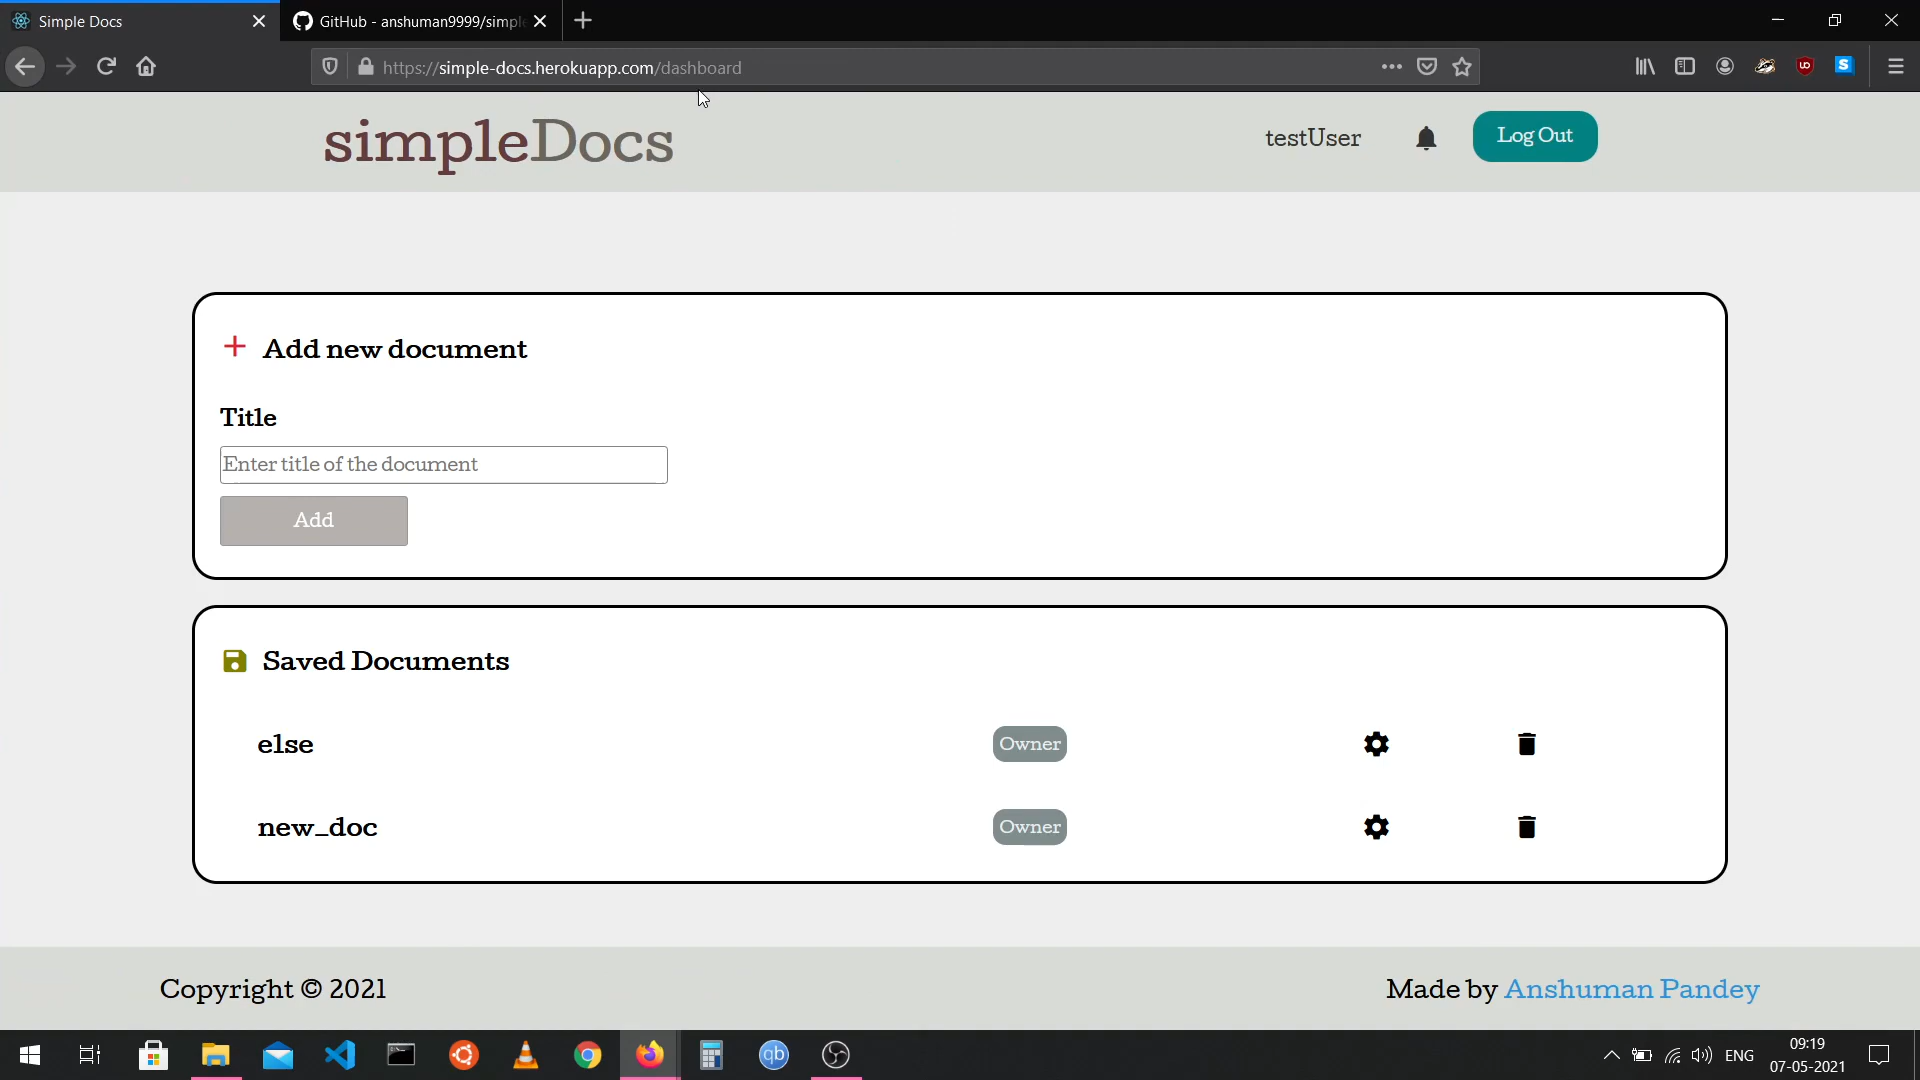 Simple Docs
GitHub - anshuman9999/simple
https://simple-docs.herokuapp.com/dashboard
simpleDocs
testUser
Log Out
Add new document
Title
Enter title of the document
Add
Saved Documents
else
Owner
new_doc
Owner
Copyright © 2021
Made by Anshuman Pandey
qb
ENG
09:19
07-05-2021